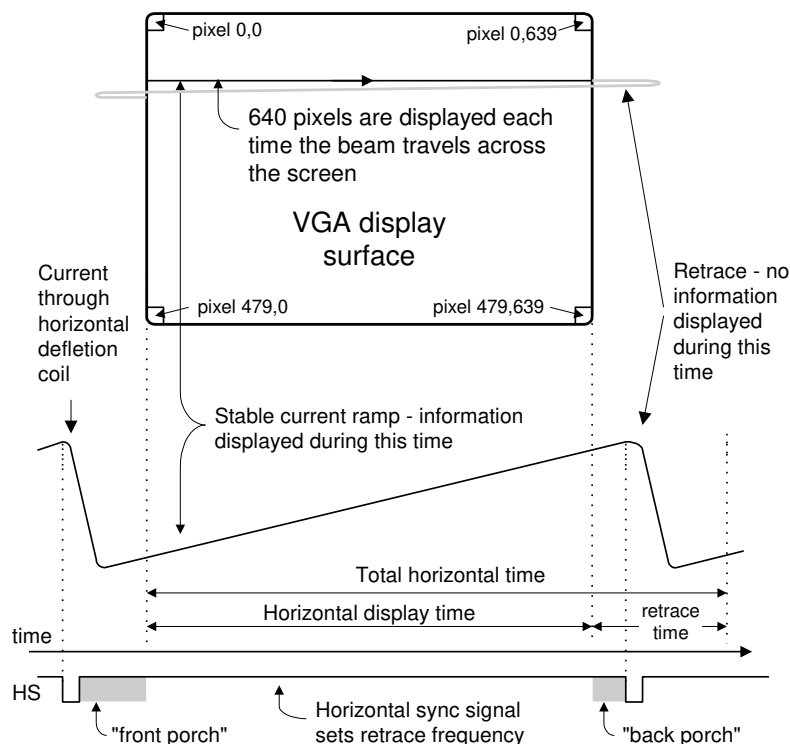 pixel 0,0
pixel 0,639
640 pixels are displayed each
time the beam travels across
the screen
VGA display
surface
Current
through
horizontal
defletion
coil
Retrace - no
information
displayed
during this
time
pixel 479,0
pixel 479,639
Stable current ramp - information
displayed during this time
Total horizontal time
Horizontal display time
retrace
time
time
HS
"front porch"
Horizontal sync signal
sets retrace frequency
"back porch"